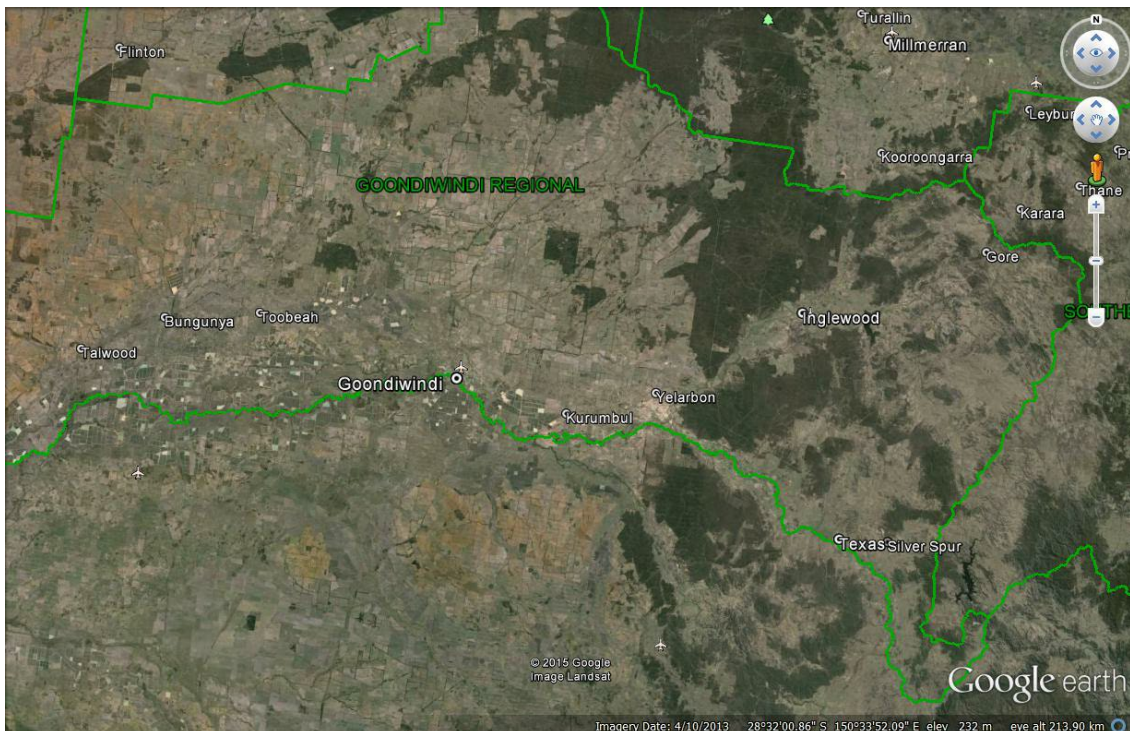 Turallin
Flinton
Millmerran
N
Leybur
Kooroongarra
Pr
GOONDIWINDI REGIONAL
Thane
Karara
Gore
Inglewood
SOUTHE
Bungunya
Toobeah
Talwood
Goondiwindi
Yelarbon
Kurumbul
Texas
Silver Spur
© 2015 Google
Image Landsat
Google earth
Imagery Date: 4/10/2013 28°32'00.86" S 150°33'52.09" E elev 232 m eye alt 213.90 km